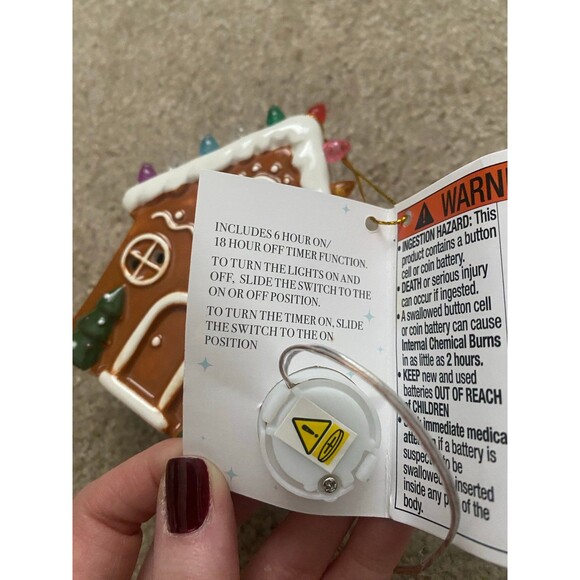 INCLUDES 6 HOUR ON/
18 HOUR OFF TIMER FUNCTION.
TO TURN THE LIGHTS ON AND
OFF, SLIDE THE SWITCH TO THE
ON OR OFF POSITION.
TO TURN THE TIMER ON, SLIDE
THE SWITCH TO THE ON
POSITION
WARN
• INGESTION HAZARD: This
product contains a button
cell or coin battery.
• DEATH or serious injury
can occur if ingested.
• A swallowed button cell
or coin battery can cause
Internal Chemical Burns
in as little as 2 hours.
• KEEP new and used
batteries OUT OF REACH
of CHILDREN
immediate medica
if a battery is
to be
swallowed inserted
inside any of the
body.